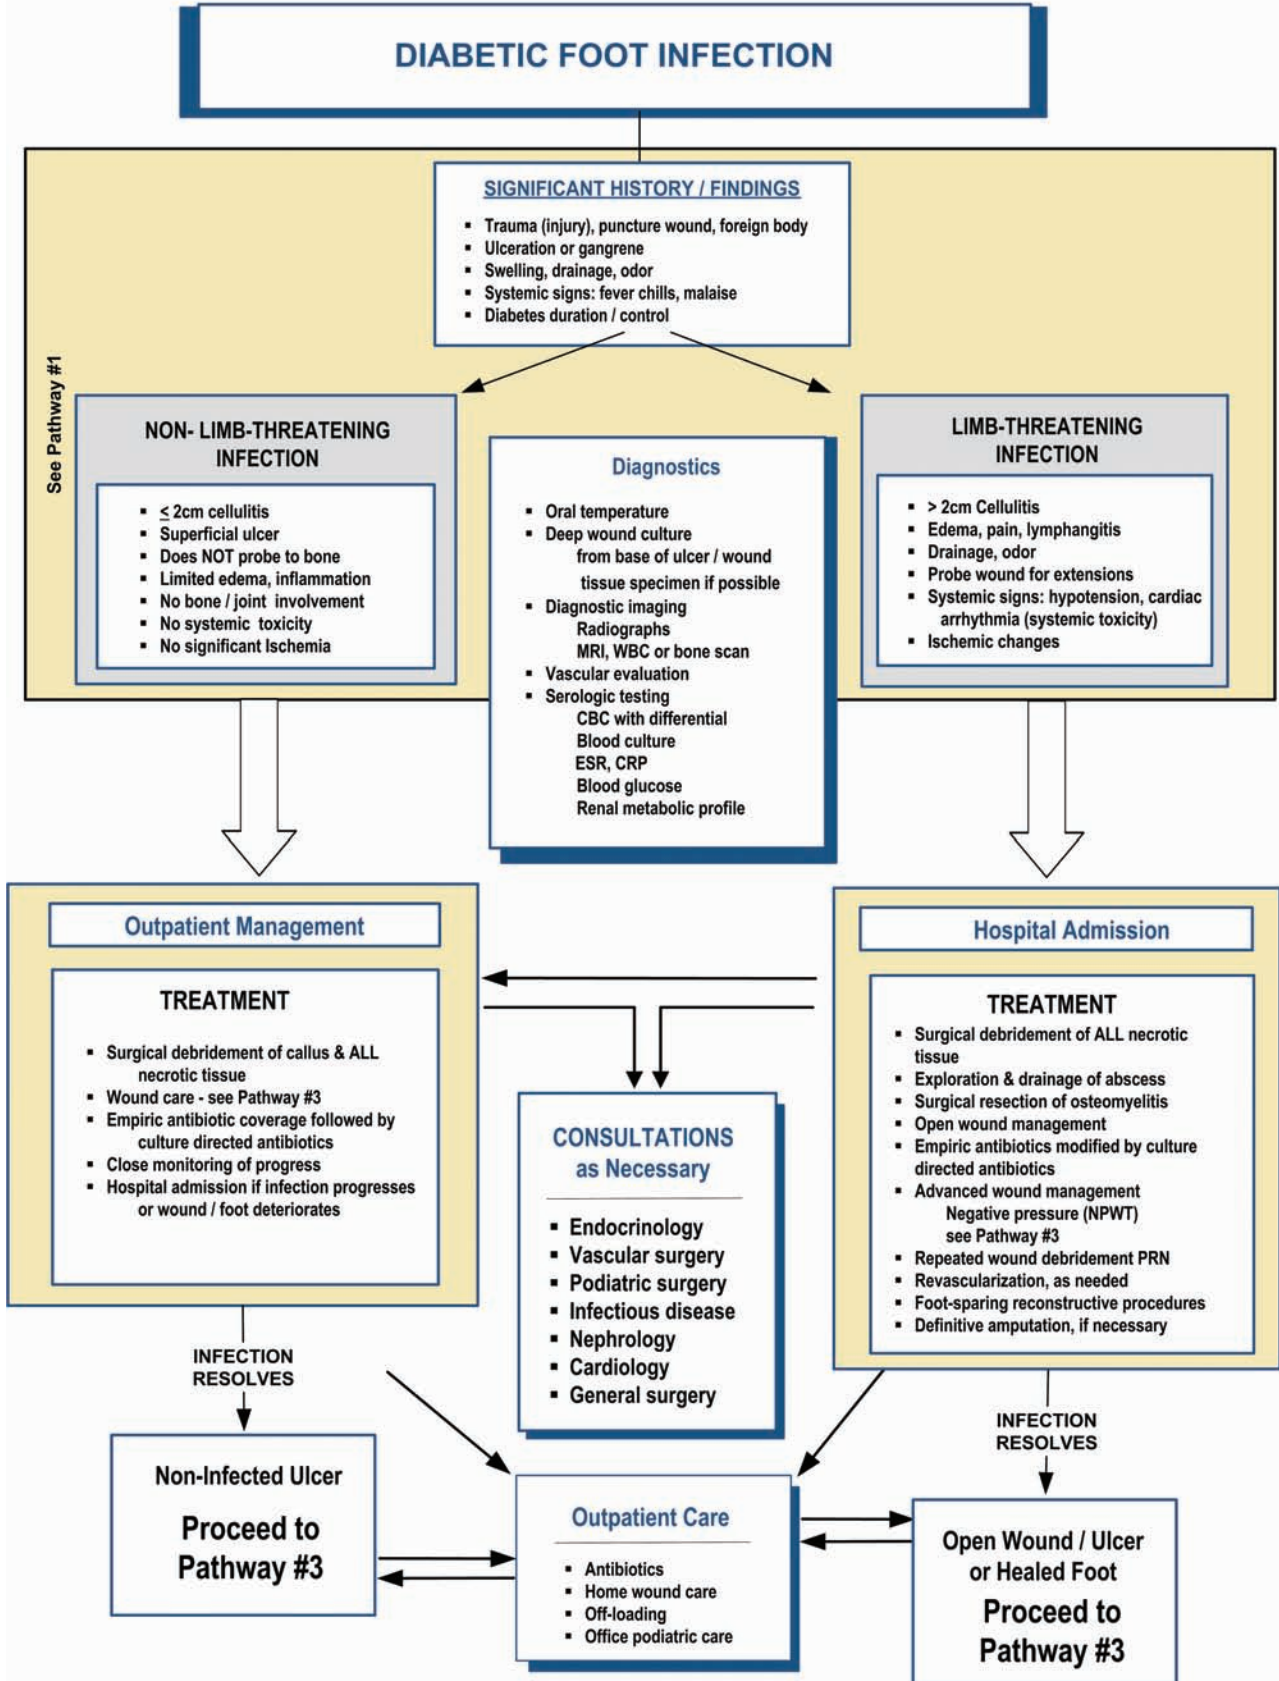 DIABETIC FOOT INFECTION
See Pathway #1
SIGNIFICANT HISTORY / FINDINGS
▪ Trauma (injury), puncture wound, foreign body
▪ Ulceration or gangrene
▪ Swelling, drainage, odor
▪ Systemic signs: fever chills, malaise
▪ Diabetes duration / control
NON- LIMB-THREATENING
INFECTION
▪ ≤ 2cm cellulitis
▪ Superficial ulcer
▪ Does NOT probe to bone
▪ Limited edema, inflammation
▪ No bone / joint involvement
▪ No systemic toxicity
▪ No significant Ischemia
Diagnostics
▪ Oral temperature
▪ Deep wound culture
from base of ulcer / wound
tissue specimen if possible
▪ Diagnostic imaging
Radiographs
MRI, WBC or bone scan
▪ Vascular evaluation
▪ Serologic testing
CBC with differential
Blood culture
ESR, CRP
Blood glucose
Renal metabolic profile
LIMB-THREATENING
INFECTION
▪ > 2cm Cellulitis
▪ Edema, pain, lymphangitis
▪ Drainage, odor
▪ Probe wound for extensions
▪ Systemic signs: hypotension, cardiac
arrhythmia (systemic toxicity)
▪ Ischemic changes
Outpatient Management
TREATMENT
▪ Surgical debridement of callus & ALL
necrotic tissue
▪ Wound care - see Pathway #3
▪ Empiric antibiotic coverage followed by
culture directed antibiotics
▪ Close monitoring of progress
▪ Hospital admission if infection progresses
or wound / foot deteriorates
CONSULTATIONS
as Necessary
▪ Endocrinology
▪ Vascular surgery
▪ Podiatric surgery
▪ Infectious disease
▪ Nephrology
▪ Cardiology
▪ General surgery
Hospital Admission
TREATMENT
▪ Surgical debridement of ALL necrotic
tissue
▪ Exploration & drainage of abscess
▪ Surgical resection of osteomyelitis
▪ Open wound management
▪ Empiric antibiotics modified by culture
directed antibiotics
▪ Advanced wound management
Negative pressure (NPWT)
see Pathway #3
▪ Repeated wound debridement PRN
▪ Revascularization, as needed
▪ Foot-sparing reconstructive procedures
▪ Definitive amputation, if necessary
INFECTION
RESOLVES
Non-Infected Ulcer
Proceed to
Pathway #3
Outpatient Care
▪ Antibiotics
▪ Home wound care
▪ Off-loading
▪ Office podiatric care
INFECTION
RESOLVES
Open Wound / Ulcer
or Healed Foot
Proceed to
Pathway #3